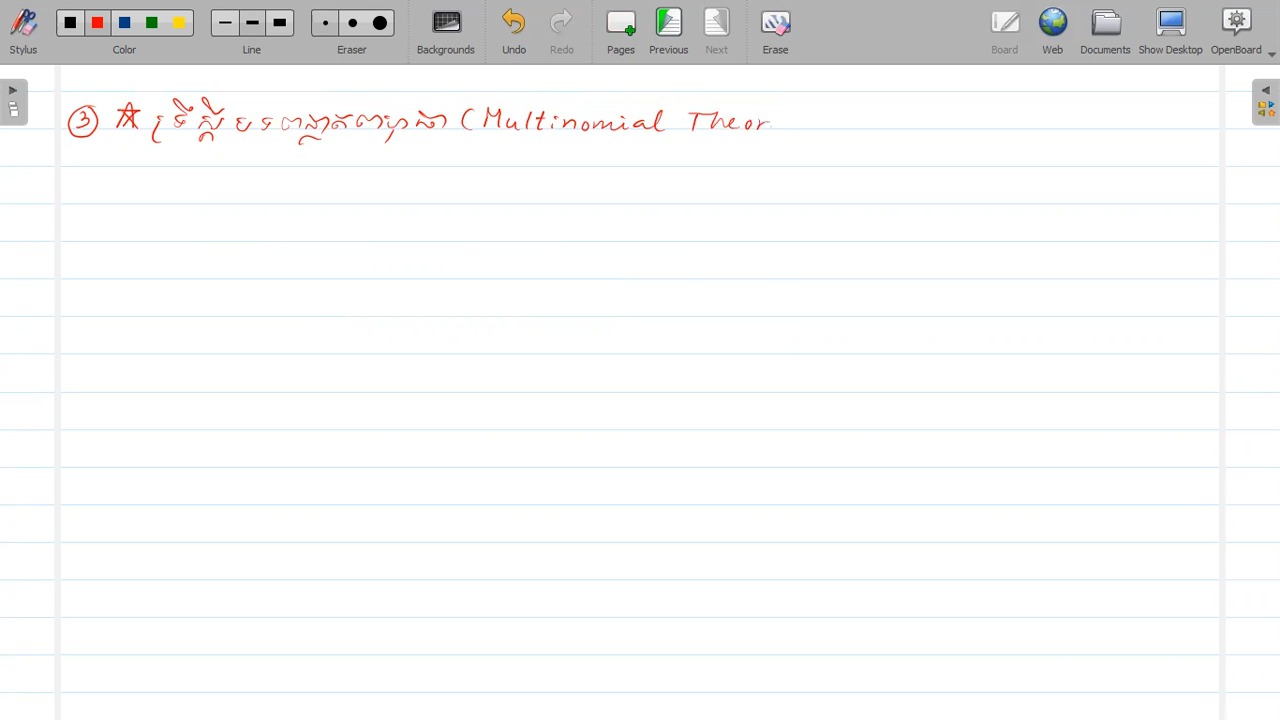 Stylus
Color
Line
Eraser
Backgrounds
Undo
Redo
Pages
Previous
Next
Erase
Board
Web
Documents
Show Desktop
OpenBoard
③ ទ្រឹស្តីបទ (Multinomial Theor